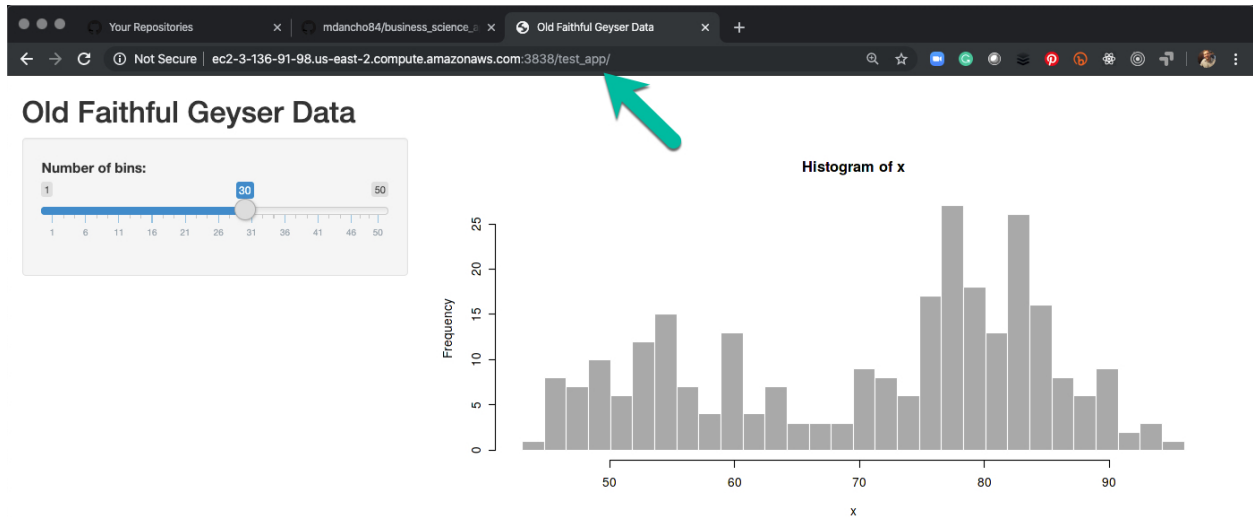 Your Repositories
mdancho84/business_science_a
Old Faithful Geyser Data
Not Secure
ec2-3-136-91-98.us-east-2.compute.amazonaws.com:3838/test_app/
Old Faithful Geyser Data
Number of bins:
1 30 50
1 6 11 16 21 26 31 36 41 46 50
Histogram of x
Frequency
25
20
15
10
5
0
50 60 70 80 90
x